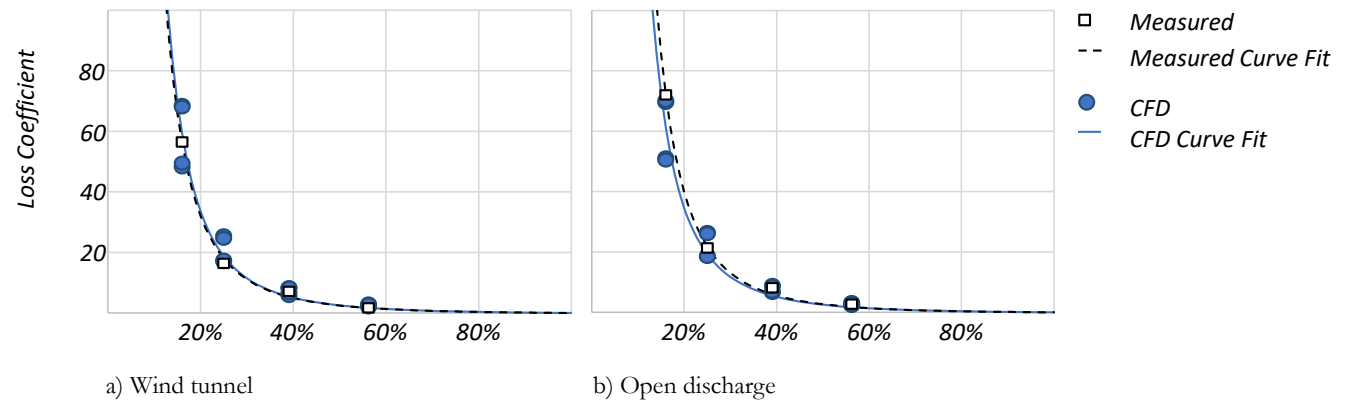 Loss Coefficient
80
60
40
20
20% 40% 60% 80%
20% 40% 60% 80%
Measured
Measured Curve Fit
CFD
CFD Curve Fit
a) Wind tunnel
b) Open discharge